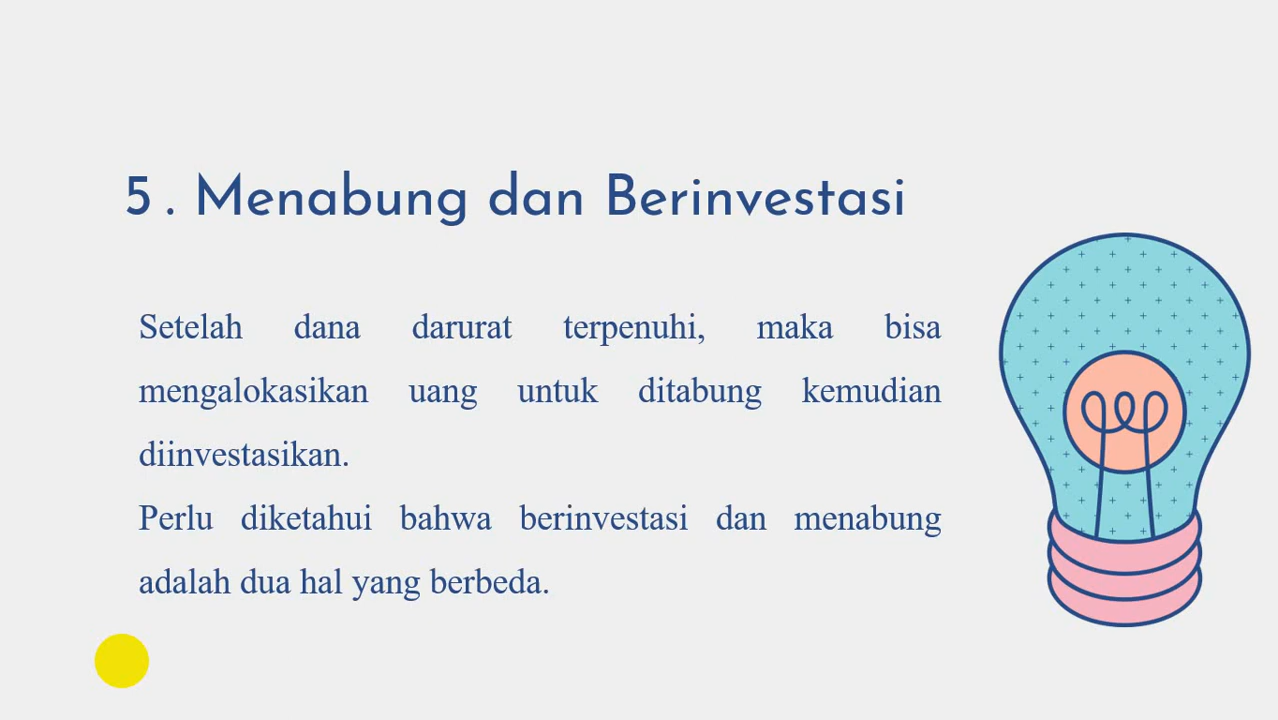 5 . Menabung dan Berinvestasi
Setelah dana darurat terpenuhi, maka bisa
mengalokasikan uang untuk ditabung kemudian
diinvestasikan.
Perlu diketahui bahwa berinvestasi dan menabung
adalah dua hal yang berbeda.